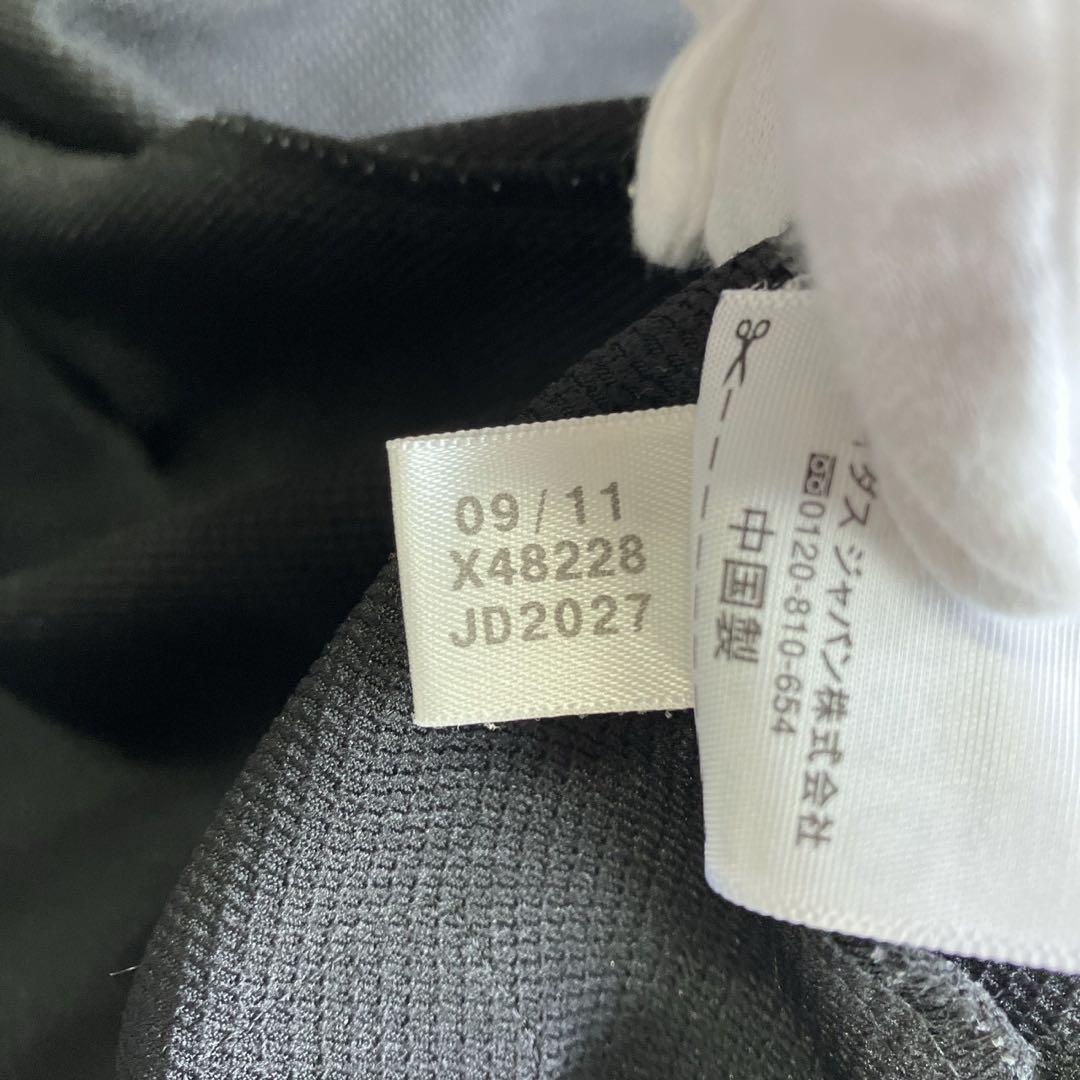 09/11
X48228
JD2027
ダス ジャパン株式会社
0120-810-654
中国製